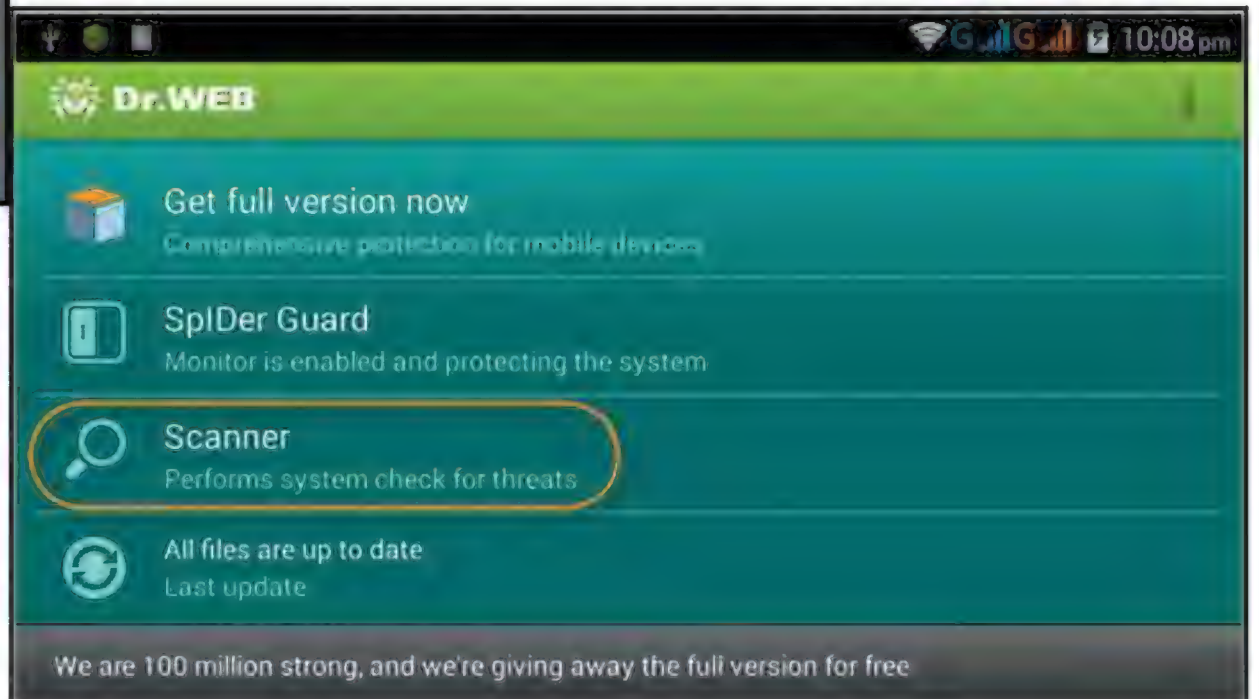 G G 10:08 pm
Dr.WEB
Get full version now
Comprehensive protection for mobile devices
SpIDer Guard
Monitor is enabled and protecting the system
Scanner
Performs system check for threats
All files are up to date
Last update
We are 100 million strong, and we're giving away the full version for free